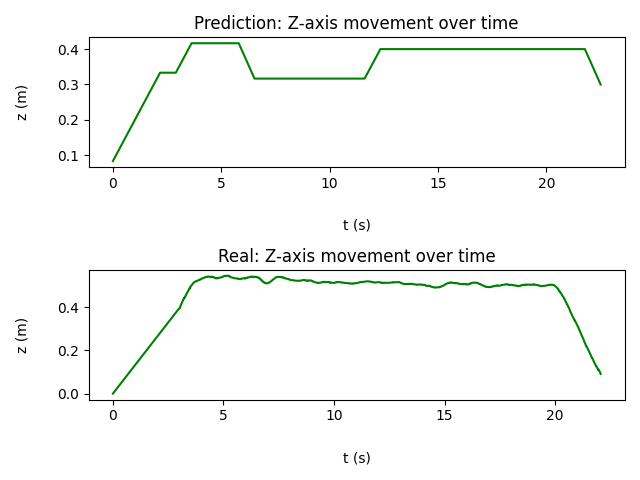 Prediction: Z-axis movement over time
0.4
0.3
0.2
0.1
z (m)
0 5 10 15 20
t (s)
Real: Z-axis movement over time
0.4
0.2
0.0
z (m)
0 5 10 15 20
t (s)